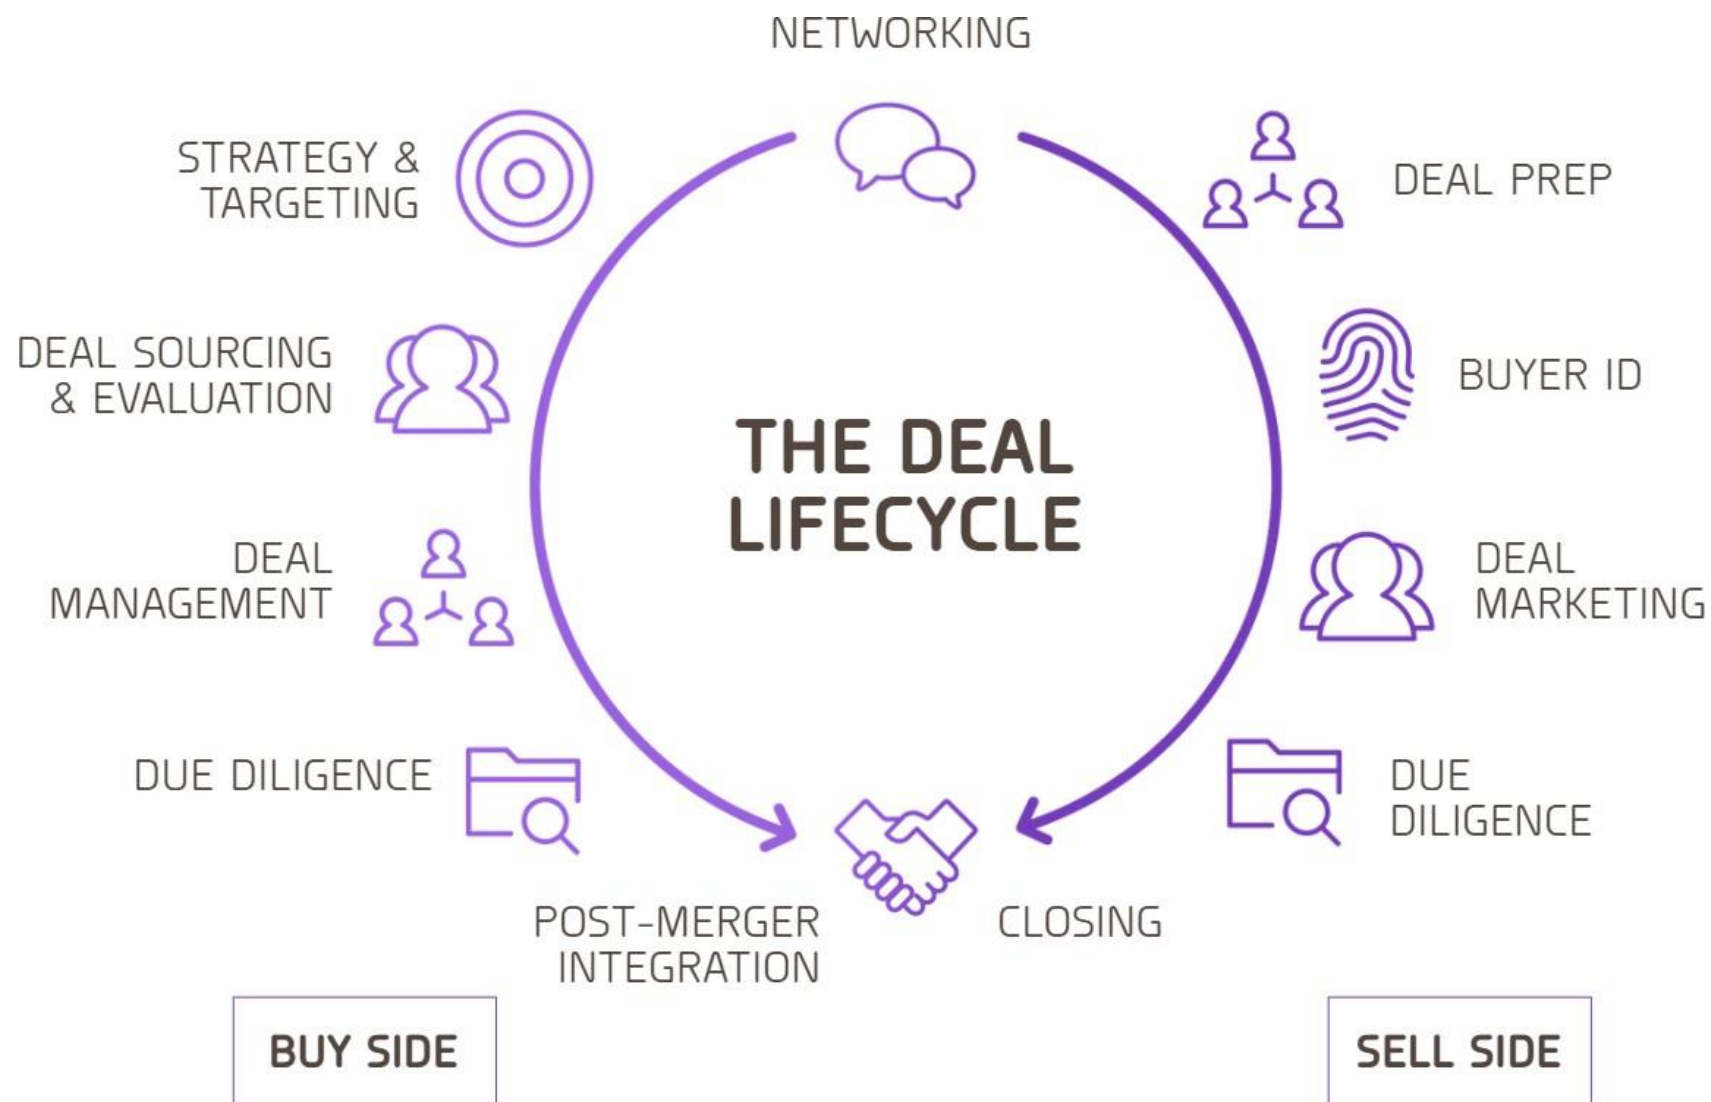 NETWORKING
STRATEGY &
TARGETING
DEAL SOURCING
& EVALUATION
DEAL
MANAGEMENT
DUE DILIGENCE
POST-MERGER
INTEGRATION
BUY SIDE
THE DEAL
LIFECYCLE
DEAL PREP
BUYER ID
DEAL
MARKETING
DUE
DILIGENCE
CLOSING
SELL SIDE